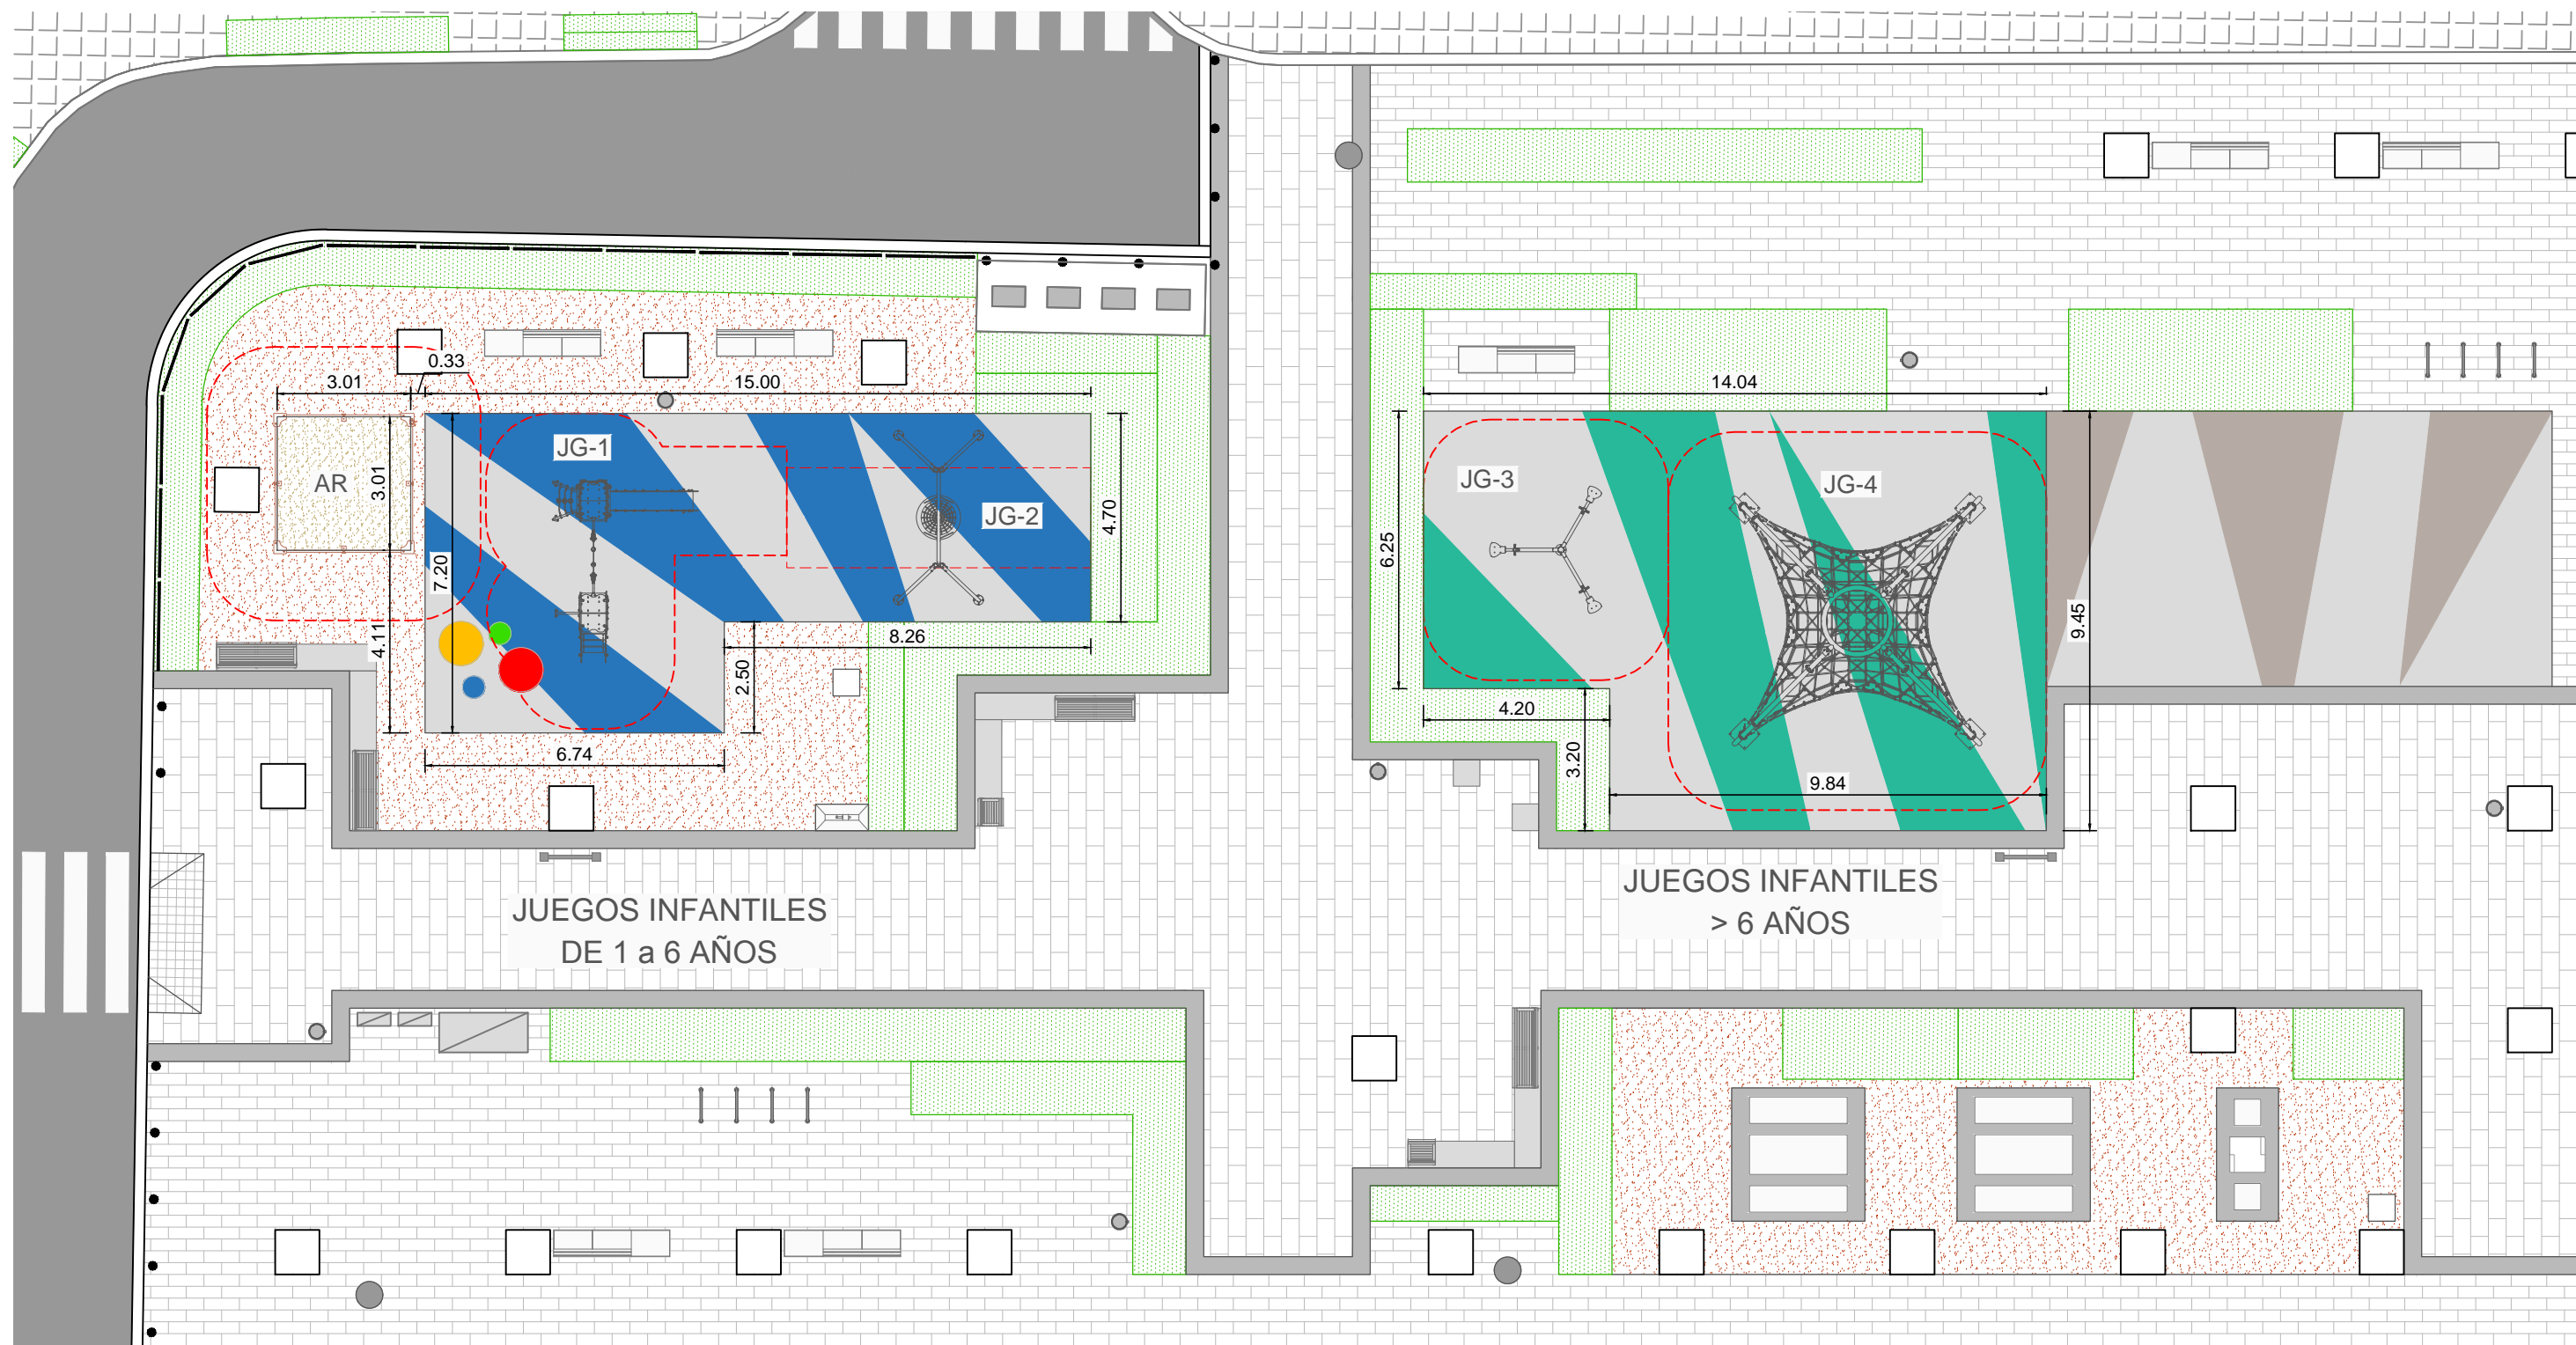 0.33
3.01
15.00
14.04
JG-1
AR
3.01
JG-2
4.70
JG-3
JG-4
6.25
7.20
4.11
8.26
2.50
9.45
4.20
6.74
3.20
9.84
JUEGOS INFANTILES
DE 1 a 6 AÑOS
JUEGOS INFANTILES
> 6 AÑOS